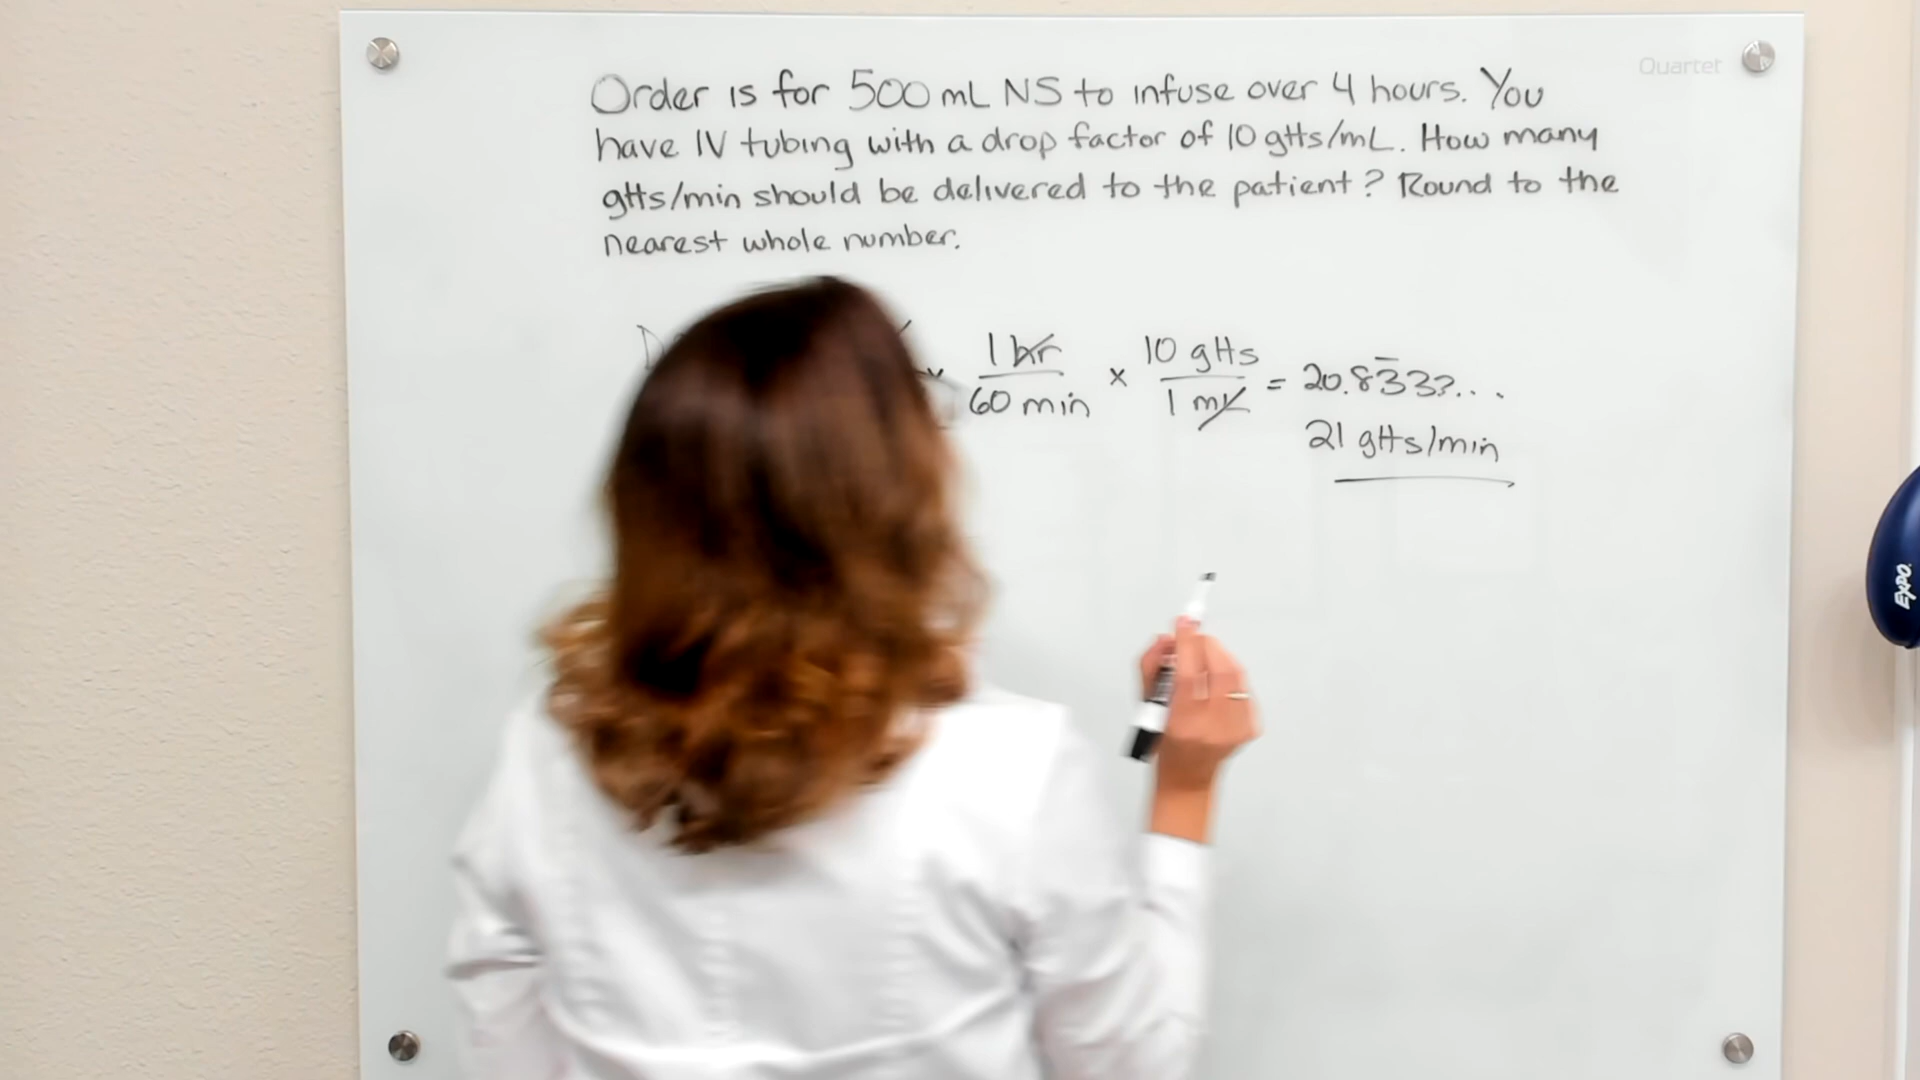 Quartet
Order is for 500 mL NS to infuse over 4 hours. You
have IV tubing with a drop factor of 10 gtts/mL. How many
gtts/min should be delivered to the patient? Round to the
nearest whole number.
1 hr
60 min
x
10 gtts
1 mL
= 20.8333...
21 gtts/min
EXPO